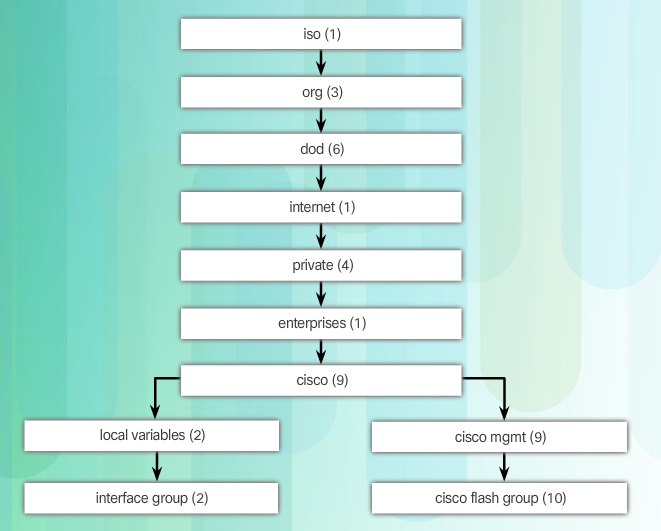 iso (1)
org (3)
dod (6)
internet (1)
private (4)
enterprises (1)
cisco (9)
local variables (2)
cisco mgmt (9)
interface group (2)
cisco flash group (10)